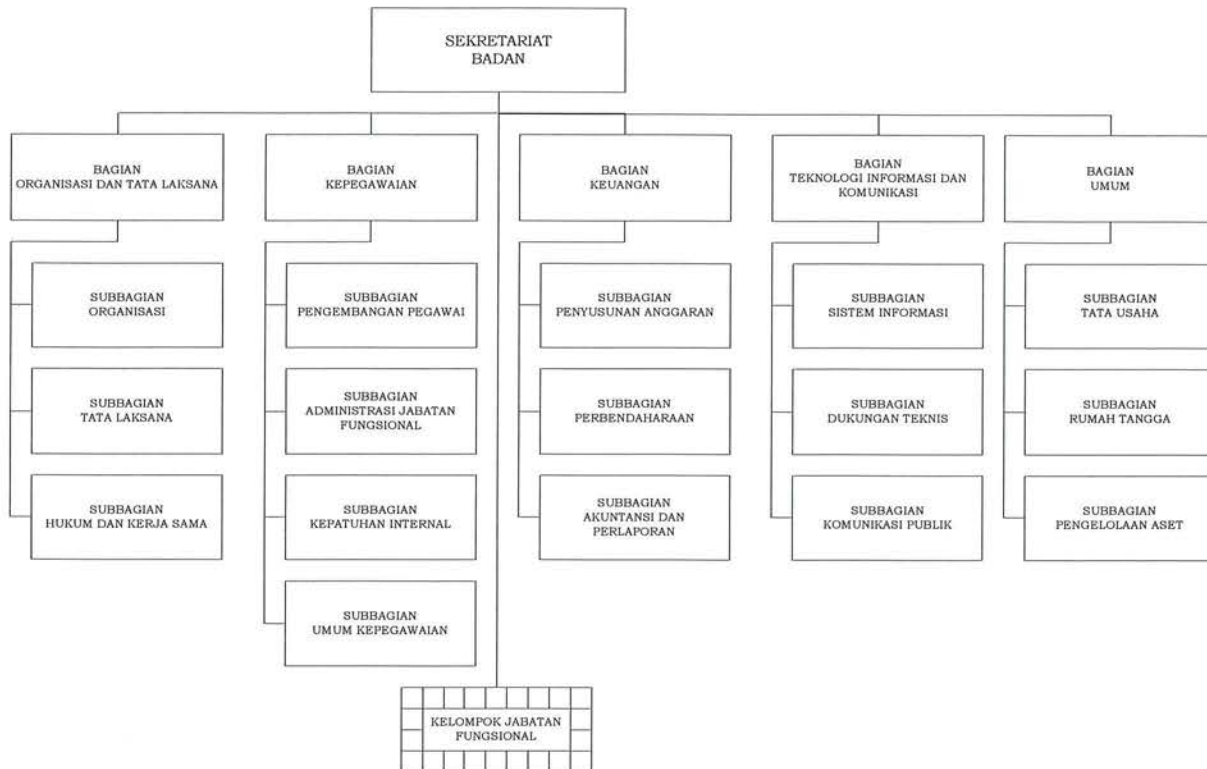 SEKRETARIAT
BADAN
BAGIAN
ORGANISASI DAN TATA LAKSANA
BAGIAN
KEPEGAWAIAN
BAGIAN
KEUANGAN
BAGIAN
TEKNOLOGI INFORMASI DAN
KOMUNIKASI
BAGIAN
UMUM
SUBBAGIAN
ORGANISASI
SUBBAGIAN
PENGEMBANGAN PEGAWAI
SUBBAGIAN
PENYUSUNAN ANGGARAN
SUBBAGIAN
SISTEM INFORMASI
SUBBAGIAN
TATA USAHA
SUBBAGIAN
TATA LAKSANA
SUBBAGIAN
ADMINISTRASI JABATAN
FUNGSIONAL
SUBBAGIAN
PERBENDAHARAAN
SUBBAGIAN
DUKUNGAN TEKNIS
SUBBAGIAN
RUMAH TANGGA
SUBBAGIAN
HUKUM DAN KERJA SAMA
SUBBAGIAN
KEPATUHAN INTERNAL
SUBBAGIAN
AKUNTANSI DAN
PERLAPORAN
SUBBAGIAN
KOMUNIKASI PUBLIK
SUBBAGIAN
PENGELOLAAN ASET
SUBBAGIAN
UMUM KEPEGAWAIAN
KELOMPOK JABATAN
FUNGSIONAL